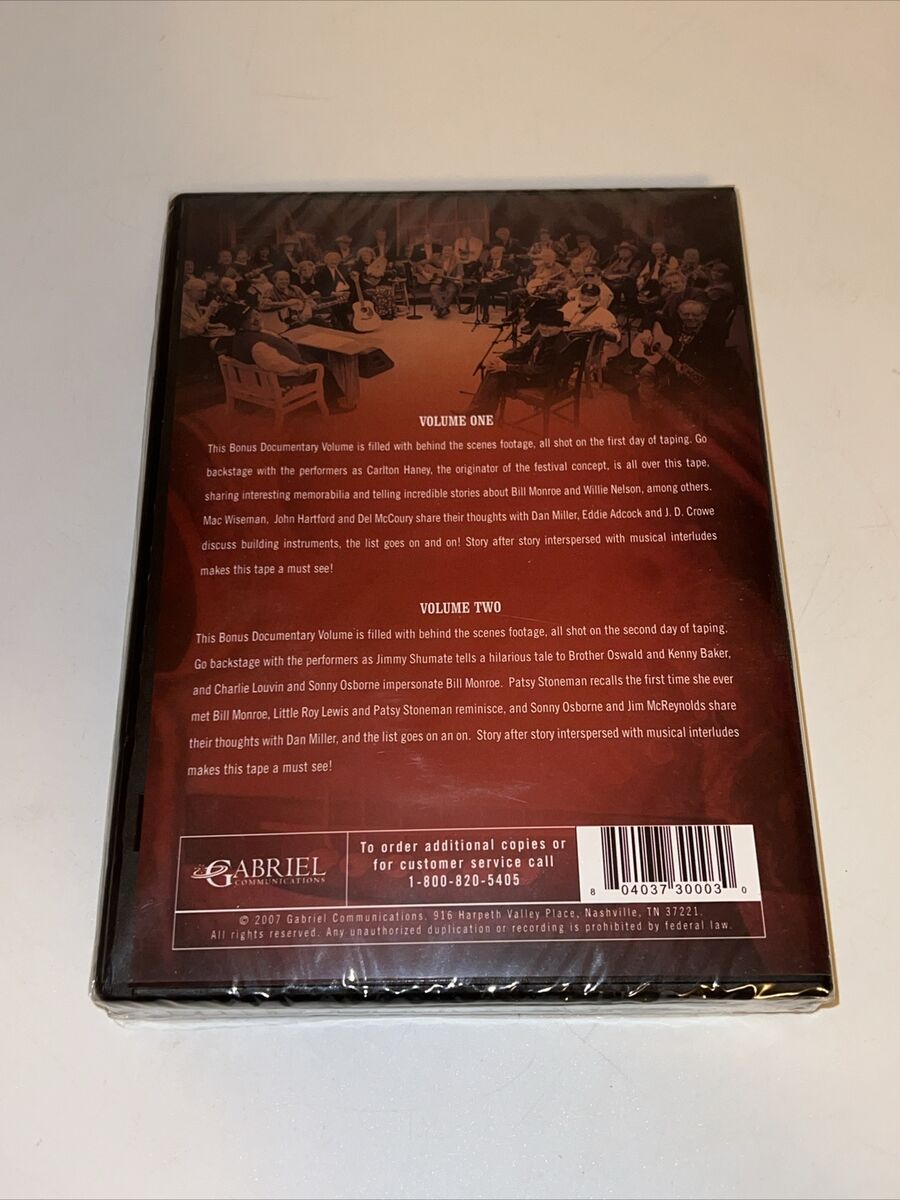 VOLUME ONE
This Bonus Documentary Volume is filled with behind the scenes footage, all shot on the first day of taping. Go
backstage with the performers as Carlton Haney, the originator of the festival concept, is all over this tape,
sharing interesting memorabilia and telling incredible stories about Bill Monroe and Willie Nelson, among others.
Mac Wiseman, John Hartford and Del McCoury share their thoughts with Dan Miller, Eddie Adcock and J. D. Crowe
discuss building instruments, the list goes on and on! Story after story interspersed with musical interludes
makes this tape a must see!
VOLUME TWO
This Bonus Documentary Volume is filled with behind the scenes footage, all shot on the second day of taping.
Go backstage with the performers as Jimmy Shumate tells a hilarious tale to Brother Oswald and Kenny Baker,
and Charlie Louvin and Sonny Osborne impersonate Bill Monroe. Patsy Stoneman recalls the first time she ever
met Bill Monroe, Little Roy Lewis and Patsy Stoneman reminisce, and Sonny Osborne and Jim McReynolds share
their thoughts with Dan Miller, and the list goes on an on. Story after story interspersed with musical interludes
makes this tape a must see!
GABRIEL
COMMUNICATIONS
To order additional copies or
for customer service call
1-800-820-5405
8 04037 30003 0
© 2007 Gabriel Communications. 916 Harpeth Valley Place, Nashville, TN 37221.
All rights reserved. Any unauthorized duplication or recording is prohibited by federal law.